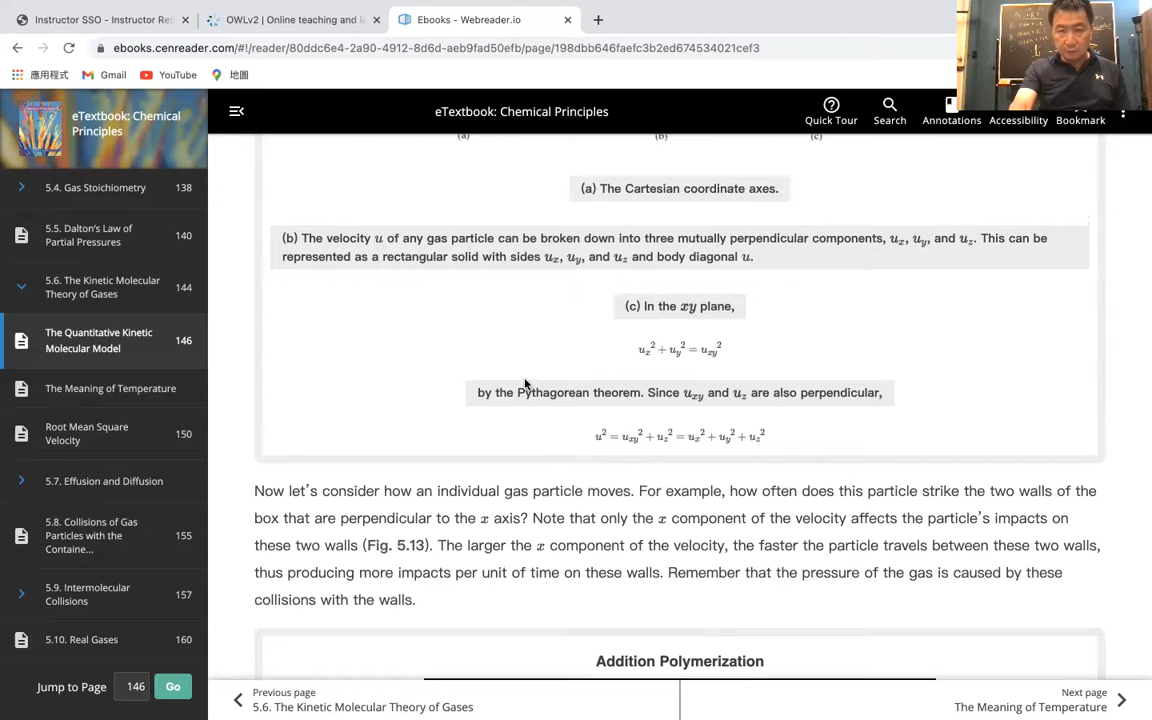 Instructor SSO - Instructor Res
OWLv2 | Online teaching and le
Ebooks - Webreader.io
ebooks.cenreader.com/#!/reader/80ddc6e4-2a90-4912-8d6d-aeb9fad50efb/page/198dbb646faefc3b2ed674534021cef3
應用程式
Gmail
YouTube
地圖
eTextbook: Chemical
Principles
eTextbook: Chemical Principles
Quick Tour
Search
Annotations
Accessibility
Bookmark
5.4. Gas Stoichiometry 138
5.5. Dalton's Law of
Partial Pressures 140
5.6. The Kinetic Molecular
Theory of Gases 144
The Quantitative Kinetic
Molecular Model 146
The Meaning of Temperature
Root Mean Square
Velocity 150
5.7. Effusion and Diffusion
5.8. Collisions of Gas
Particles with the
Containe... 155
5.9. Intermolecular
Collisions 157
5.10. Real Gases 160
Jump to Page 146 Go
(a) (b) (c)
(a) The Cartesian coordinate axes.
(b) The velocity u of any gas particle can be broken down into three mutually perpendicular components, uₓ, u_y, and u_z. This can be
represented as a rectangular solid with sides uₓ, u_y, and u_z and body diagonal u.
(c) In the xy plane,
uₓ² + u_y² = u_xy²
by the Pythagorean theorem. Since u_xy and u_z are also perpendicular,
u² = u_xy² + u_z² = uₓ² + u_y² + u_z²
Now let's consider how an individual gas particle moves. For example, how often does this particle strike the two walls of the
box that are perpendicular to the x axis? Note that only the x component of the velocity affects the particle's impacts on
these two walls (Fig. 5.13). The larger the x component of the velocity, the faster the particle travels between these two walls,
thus producing more impacts per unit of time on these walls. Remember that the pressure of the gas is caused by these
collisions with the walls.
Addition Polymerization
Previous page
5.6. The Kinetic Molecular Theory of Gases
Next page
The Meaning of Temperature